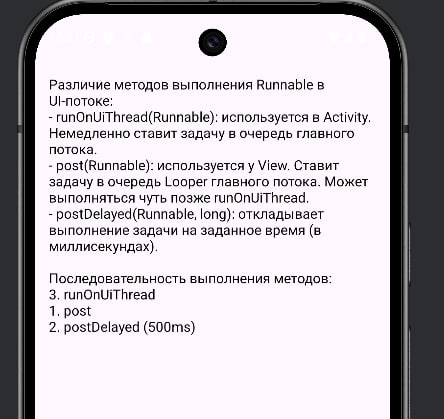 Различие методов выполнения Runnable в
UI-потоке:
- runOnUiThread(Runnable): используется в Activity.
Немедленно ставит задачу в очередь главного
потока.
- post(Runnable): используется у View. Ставит
задачу в очередь Looper главного потока. Может
выполняться чуть позже runOnUiThread.
- postDelayed(Runnable, long): откладывает
выполнение задачи на заданное время (в
миллисекундах).

Последовательность выполнения методов:
3. runOnUiThread
1. post
2. postDelayed (500ms)